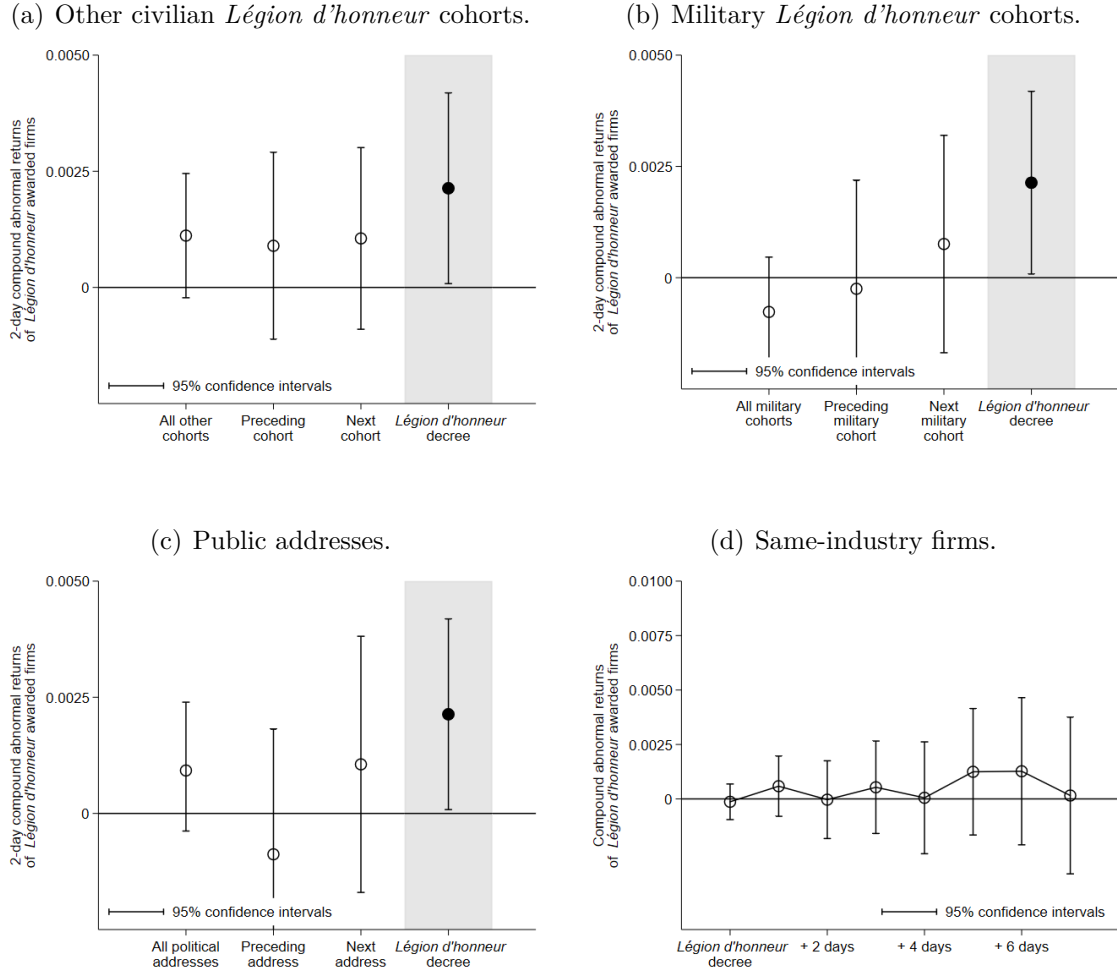 (a) Other civilian Légion d'honneur cohorts.
0.0050
0.0025
0
2-day compound abnormal returns
of Légion d'honneur awarded firms
95% confidence intervals
All other
cohorts
Preceding
cohort
Next
cohort
Légion d'honneur
decree
(b) Military Légion d'honneur cohorts.
0.0050
0.0025
0
2-day compound abnormal returns
of Légion d'honneur awarded firms
95% confidence intervals
All military
cohorts
Preceding
military
cohort
Next
military
cohort
Légion d'honneur
decree
(c) Public addresses.
0.0050
0.0025
0
2-day compound abnormal returns
of Légion d'honneur awarded firms
95% confidence intervals
All political
addresses
Preceding
address
Next
address
Légion d'honneur
decree
(d) Same-industry firms.
0.0100
0.0075
0.0050
0.0025
0
Compound abnormal returns
of Légion d'honneur awarded firms
95% confidence intervals
Légion d'honneur
decree
+ 2 days
+ 4 days
+ 6 days